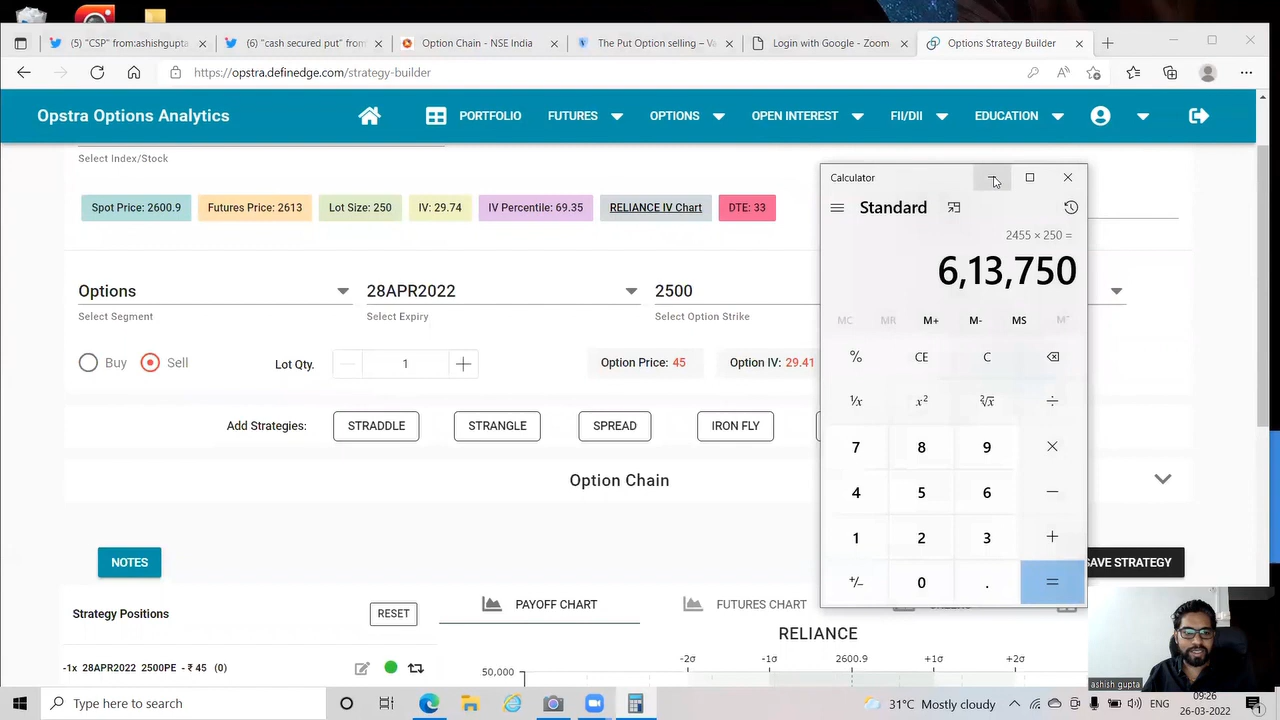 (5) "CSP" from:ashishgupta
(6) "cash secured put" from
Option Chain - NSE India
The Put Option selling – Va
Login with Google - Zoom
Options Strategy Builder
https://opstra.definedge.com/strategy-builder
Opstra Options Analytics
PORTFOLIO
FUTURES
OPTIONS
OPEN INTEREST
FII/DII
EDUCATION
Select Index/Stock
Spot Price: 2600.9
Futures Price: 2613
Lot Size: 250
IV: 29.74
IV Percentile: 69.35
RELIANCE IV Chart
DTE: 33
Options
28APR2022
2500
Select Segment
Select Expiry
Select Option Strike
Buy
Sell
Lot Qty.
1
Option Price: 45
Option IV: 29.41
Add Strategies:
STRADDLE
STRANGLE
SPREAD
IRON FLY
Option Chain
NOTES
SAVE STRATEGY
Strategy Positions
RESET
PAYOFF CHART
FUTURES CHART
RELIANCE
-1x 28APR2022 2500PE - ₹ 45 (0)
50,000
-2σ
-1σ
2600.9
+1σ
+2σ
Calculator
Standard
2455 × 250 =
6,13,750
MC MR M+ M- MS M˅
% CE C
¹/x x² ²√x ÷
7 8 9 ×
4 5 6 −
1 2 3 +
+/− 0 . =
ashish gupta
Type here to search
31°C Mostly cloudy
ENG
09:26
26-03-2022
1